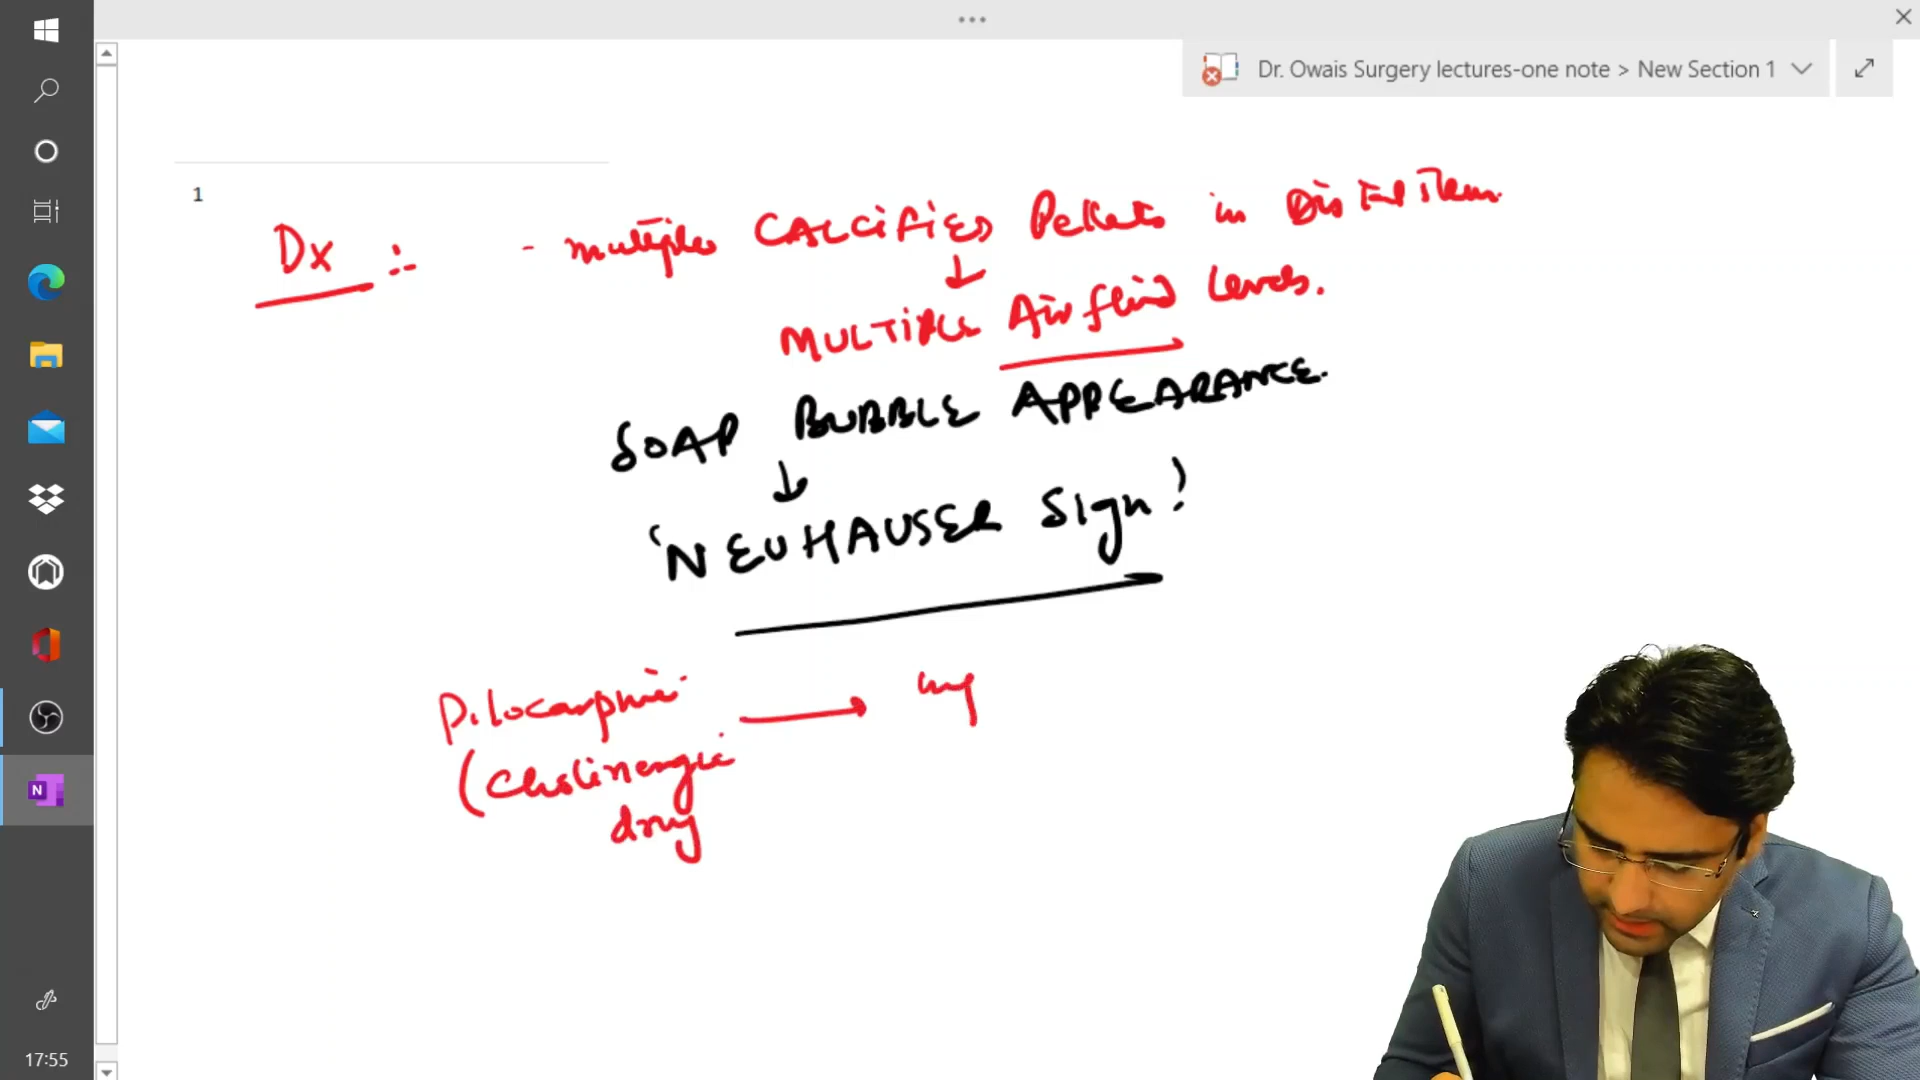 Dr. Owais Surgery lectures-one note > New Section 1
1
Dx :- - multiple CALCiFiED Pellets in Distal ileum.
MULTIPLE Air fluid Levels.
SOAP BUBBLE APPEARANCE.
'NEUHAUSER Sign'
Pilocarpine
(Cholinergic
drug
N
17:55